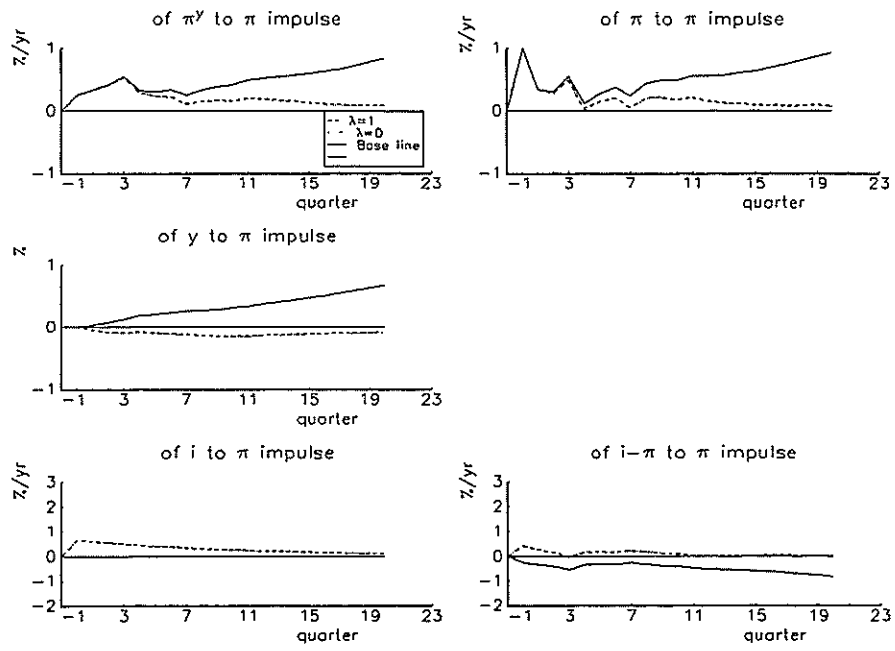 of π^y to π impulse
%/yr
1
0
-1
λ=1
λ=0
Base line
-1 3 7 11 15 19 23
quarter
of π to π impulse
%/yr
1
0
-1
-1 3 7 11 15 19 23
quarter
of y to π impulse
%
1
0
-1
-1 3 7 11 15 19 23
quarter
of i to π impulse
%/yr
3
2
1
0
-1
-2
-1 3 7 11 15 19 23
quarter
of i-π to π impulse
%/yr
3
2
1
0
-1
-2
-1 3 7 11 15 19 23
quarter